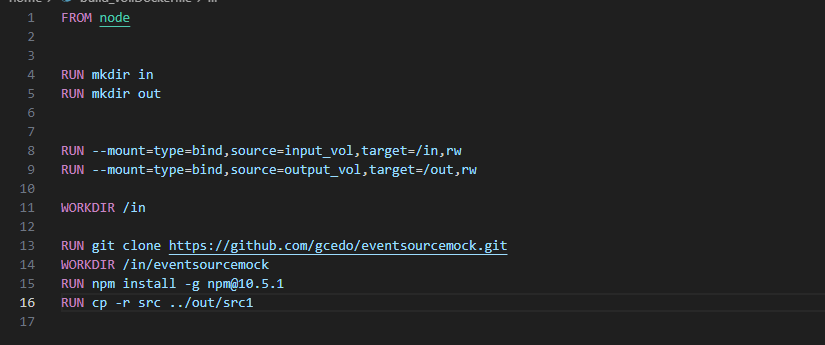 1 FROM node
2
3
4 RUN mkdir in
5 RUN mkdir out
6
7
8 RUN --mount=type=bind,source=input_vol,target=/in,rw
9 RUN --mount=type=bind,source=output_vol,target=/out,rw
10
11 WORKDIR /in
12
13 RUN git clone https://github.com/gcedo/eventsourcemock.git
14 WORKDIR /in/eventsourcemock
15 RUN npm install -g npm@10.5.1
16 RUN cp -r src ../out/src1
17